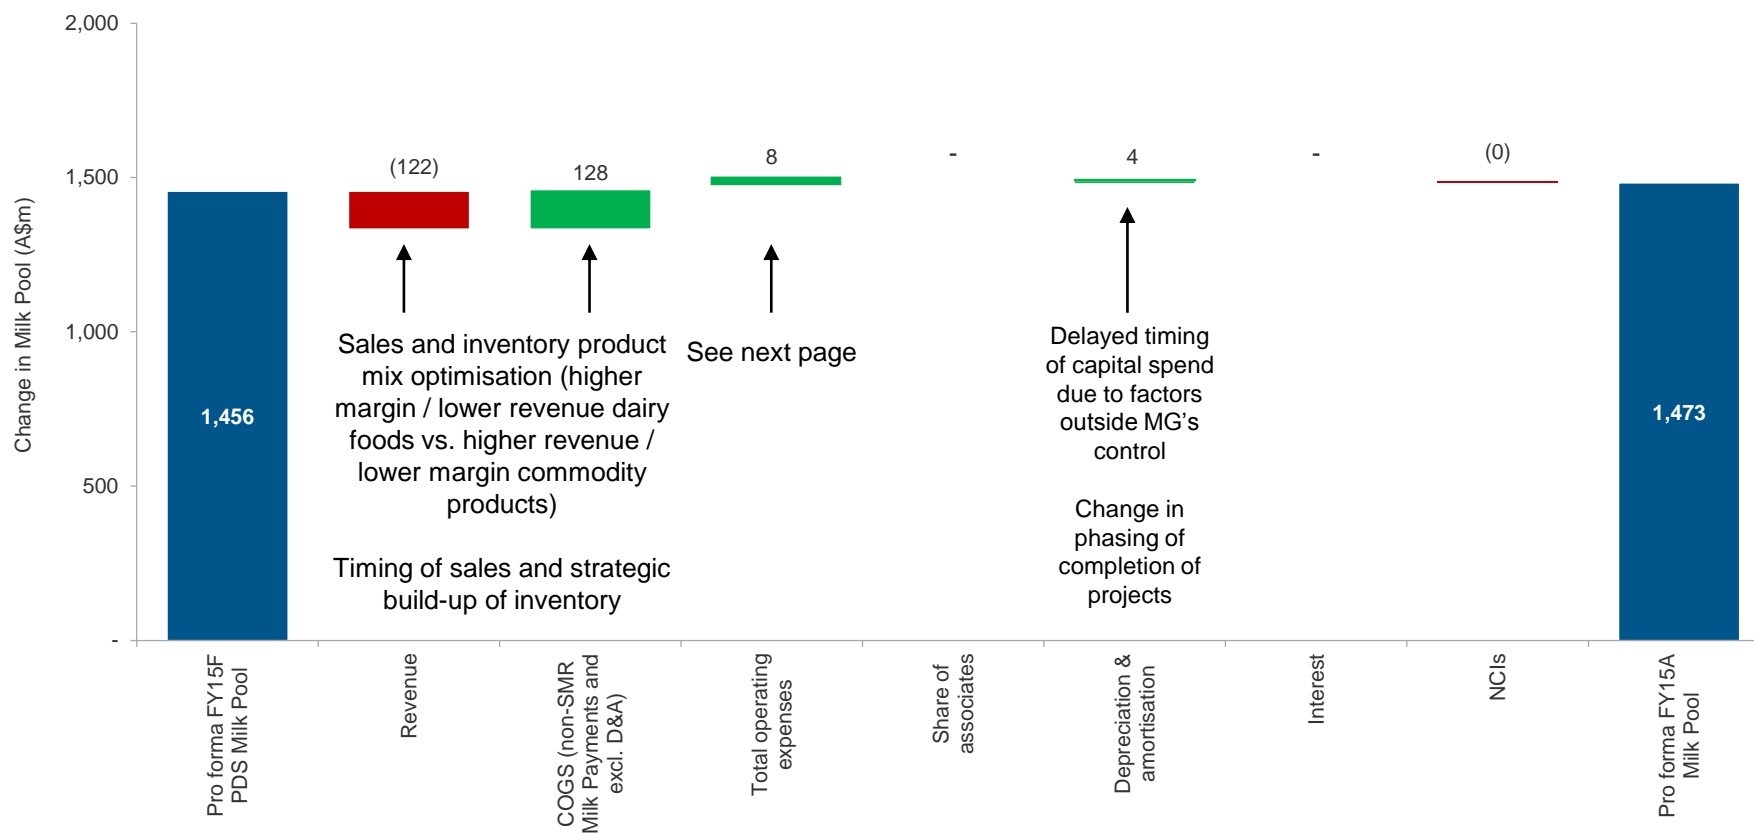 Change in Milk Pool (A$m)
2,000
1,500
1,000
500
-
1,456
(122)
128
8
-
4
-
(0)
1,473
Sales and inventory product
mix optimisation (higher
margin / lower revenue dairy
foods vs. higher revenue /
lower margin commodity
products)
Timing of sales and strategic
build-up of inventory
See next page
Delayed timing
of capital spend
due to factors
outside MG’s
control
Change in
phasing of
completion of
projects
Pro forma FY15F
PDS Milk Pool
Revenue
COGS (non-SMR
Milk Payments and
excl. D&A)
Total operating
expenses
Share of
associates
Depreciation &
amortisation
Interest
NCIs
Pro forma FY15A
Milk Pool